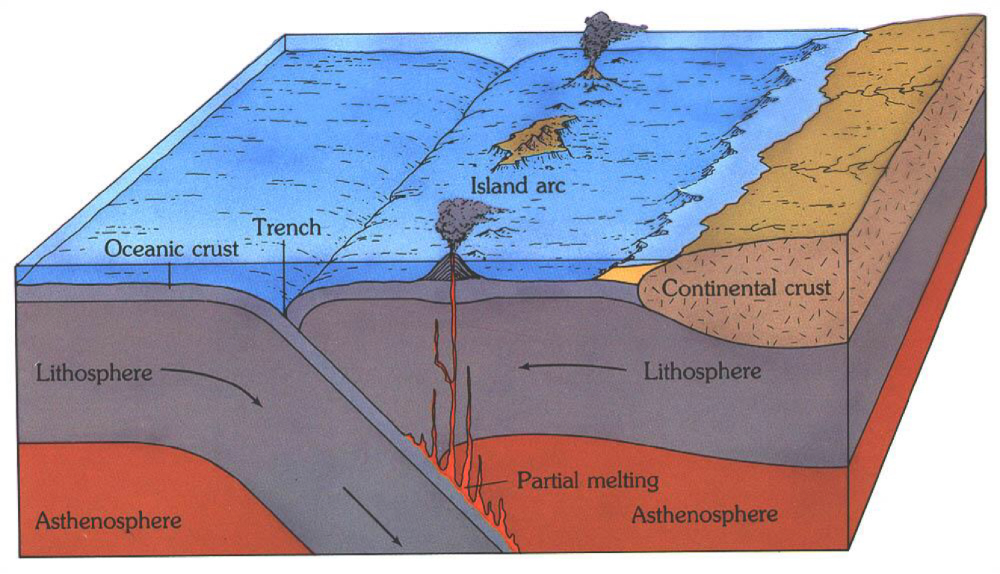 Island arc
Trench
Oceanic crust
Continental crust
Lithosphere
Lithosphere
Partial melting
Asthenosphere
Asthenosphere